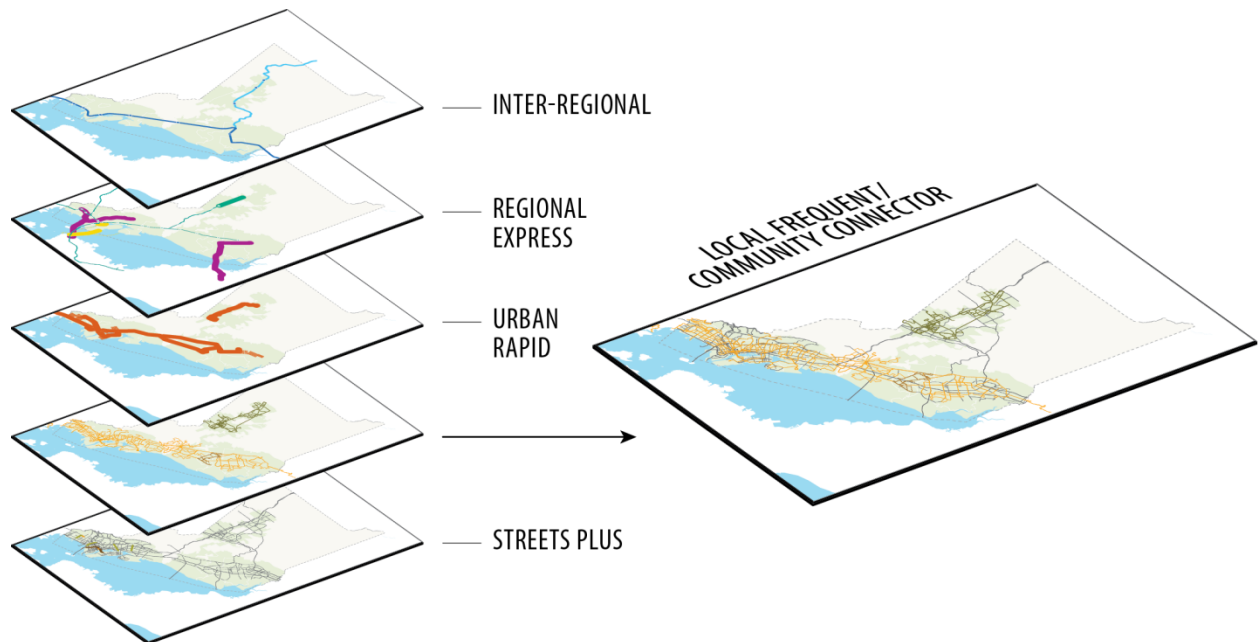 INTER-REGIONAL
REGIONAL
EXPRESS
URBAN
RAPID
STREETS PLUS
LOCAL FREQUENT/
COMMUNITY CONNECTOR